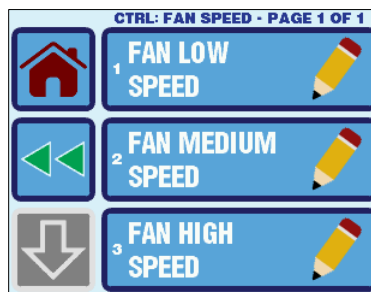 CTRL: FAN SPEED - PAGE 1 OF 1
1 FAN LOW
SPEED
2 FAN MEDIUM
SPEED
3 FAN HIGH
SPEED